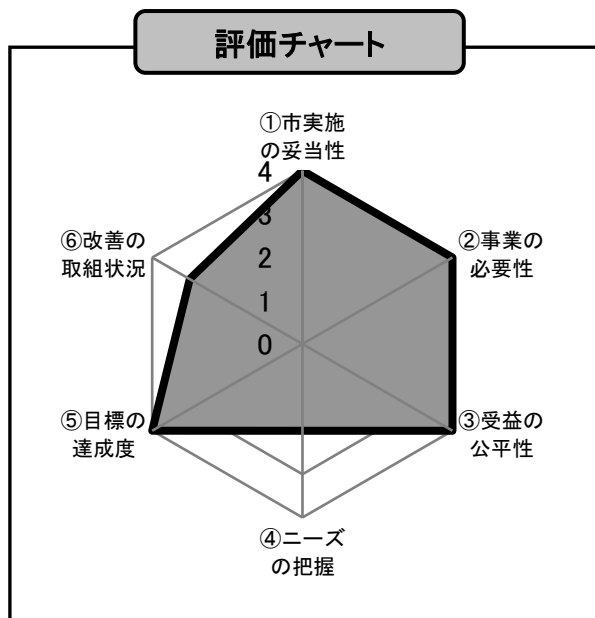 評価チャート
①市実施
の妥当性
4
3
2
1
0
②事業の
必要性
③受益の
公平性
④ニーズ
の把握
⑤目標の
達成度
⑥改善の
取組状況